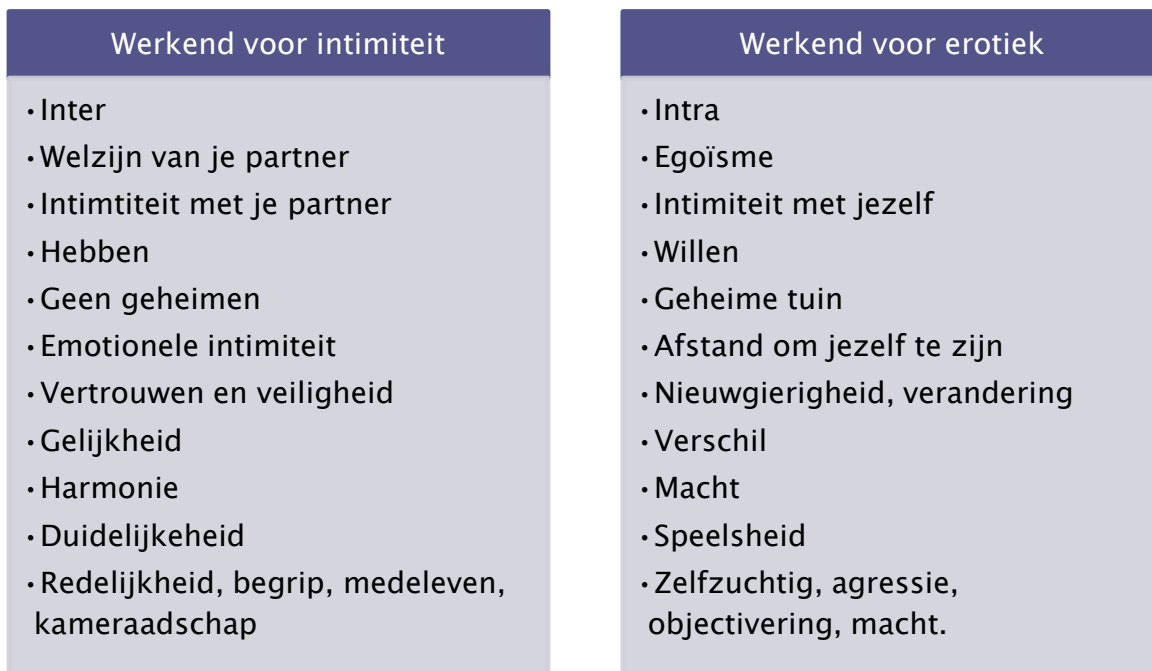 Werkend voor intimiteit
•Inter
•Welzijn van je partner
•Intimtiteit met je partner
•Hebben
•Geen geheimen
•Emotionele intimiteit
•Vertrouwen en veiligheid
•Gelijkheid
•Harmonie
•Duidelijkeheid
•Redelijkheid, begrip, medeleven,
kameraadschap
Werkend voor erotiek
•Intra
•Egoïsme
•Intimiteit met jezelf
•Willen
•Geheime tuin
•Afstand om jezelf te zijn
•Nieuwgierigheid, verandering
•Verschil
•Macht
•Speelsheid
•Zelfzuchtig, agressie,
objectivering, macht.